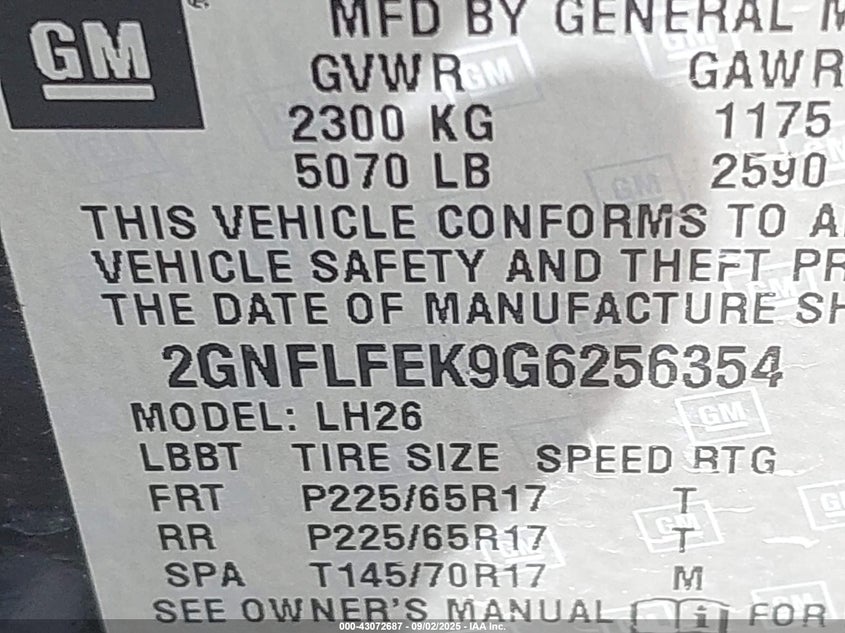 GM
MFD BY GENERAL M
GVWR GAWR
2300 KG 1175
5070 LB 2590
THIS VEHICLE CONFORMS TO A
VEHICLE SAFETY AND THEFT PR
THE DATE OF MANUFACTURE SH
2GNFLFEK9G6256354
MODEL: LH26
LBBT TIRE SIZE SPEED RTG
FRT P225/65R17 T
RR P225/65R17 T
SPA T145/70R17 M
SEE OWNER'S MANUAL FOR
000-43072687 - 09/02/2025 - IAA Inc.